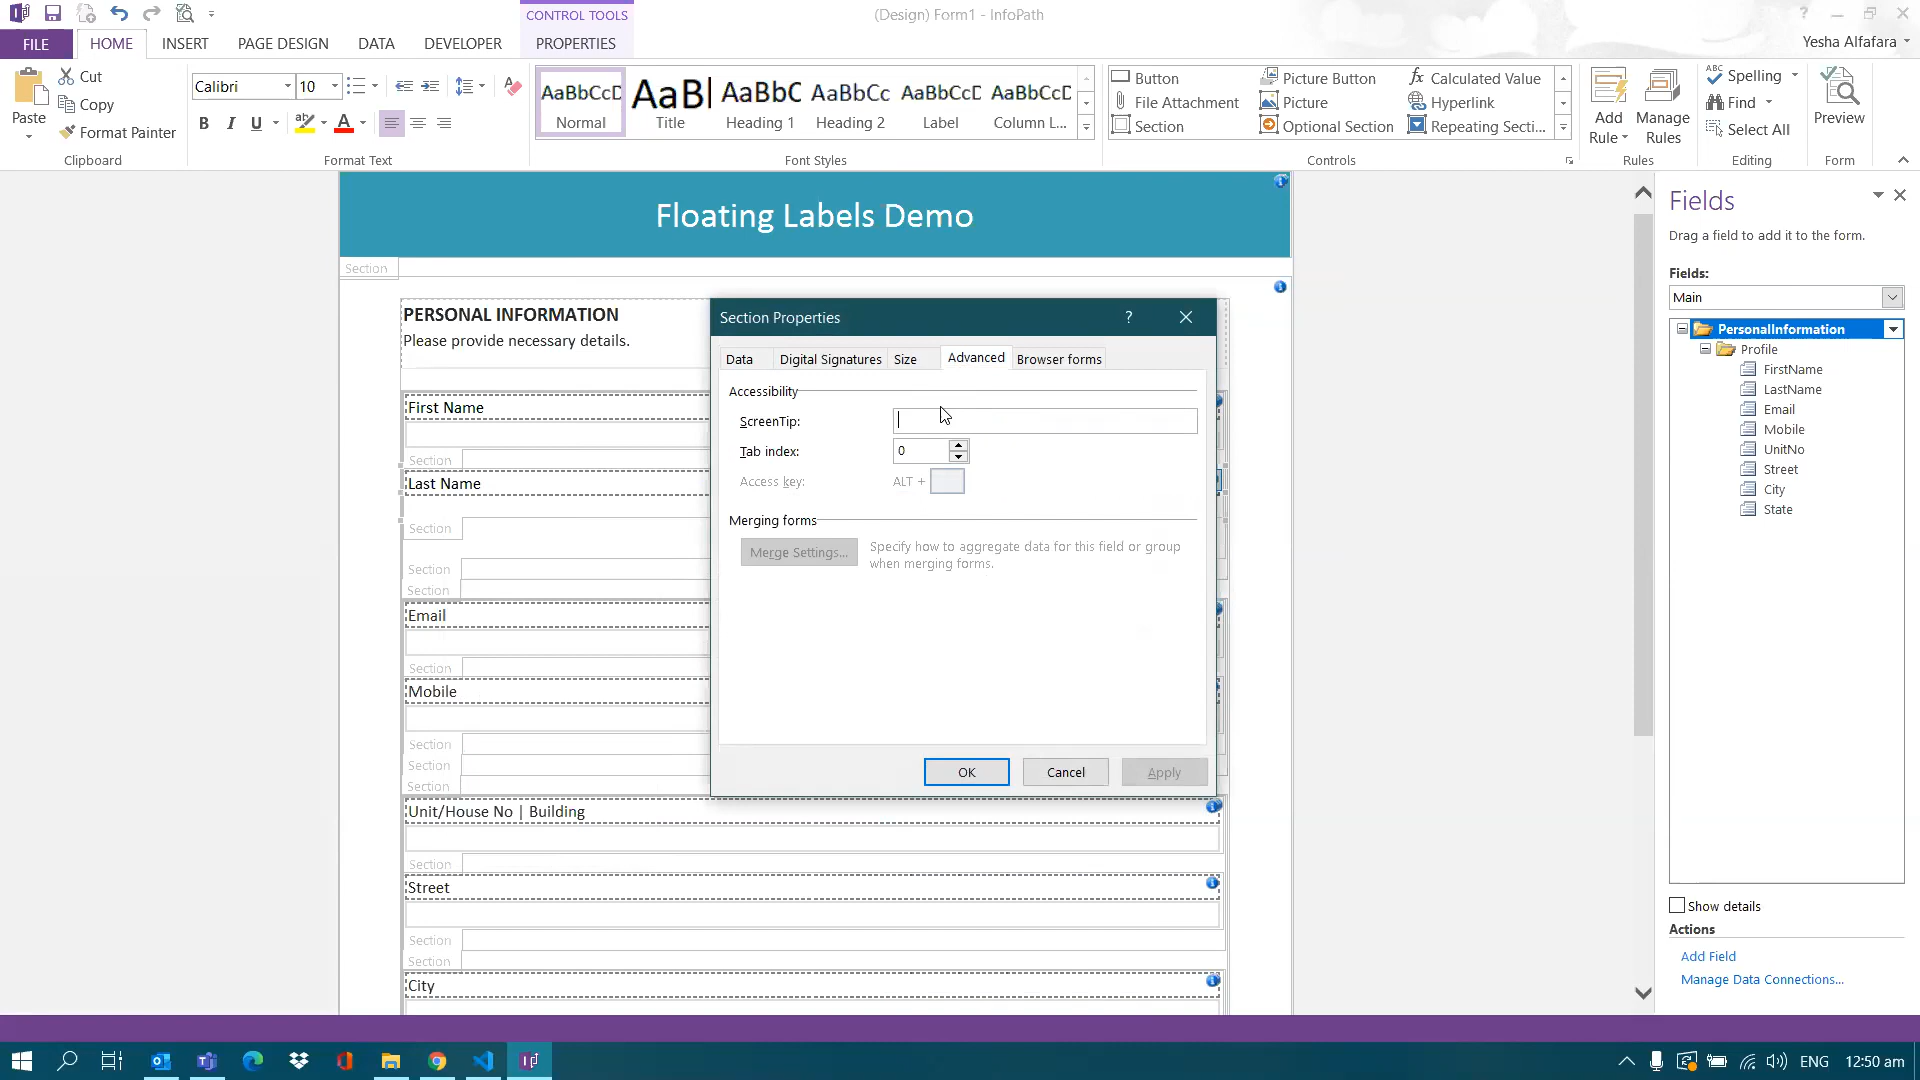 CONTROL TOOLS
(Design) Form1 - InfoPath
FILE
HOME
INSERT
PAGE DESIGN
DATA
DEVELOPER
PROPERTIES
Yesha Alfafara
Paste
Cut
Copy
Format Painter
Clipboard
Calibri
10
B I U
A
Format Text
AaBbCcD
Normal
AaBl
Title
AaBbC
Heading 1
AaBbCc
Heading 2
AaBbCcD
Label
AaBbCcD
Column L...
Font Styles
Button
File Attachment
Section
Picture Button
Picture
Optional Section
fx Calculated Value
Hyperlink
Repeating Secti...
Controls
Add
Rule
Manage
Rules
Rules
ABC
Spelling
Find
Select All
Editing
Preview
Form
Floating Labels Demo
Section
PERSONAL INFORMATION
Please provide necessary details.
First Name
Section
Last Name
Section
Section
Section
Email
Section
Mobile
Section
Section
Section
Unit/House No | Building
Section
Street
Section
Section
City
Section Properties
?
Data
Digital Signatures
Size
Advanced
Browser forms
Accessibility
ScreenTip:
Tab index:
0
Access key:
ALT +
Merging forms
Merge Settings...
Specify how to aggregate data for this field or group
when merging forms.
OK
Cancel
Apply
Fields
Drag a field to add it to the form.
Fields:
Main
PersonalInformation
Profile
FirstName
LastName
Email
Mobile
UnitNo
Street
City
State
Show details
Actions
Add Field
Manage Data Connections...
ENG
12:50 am